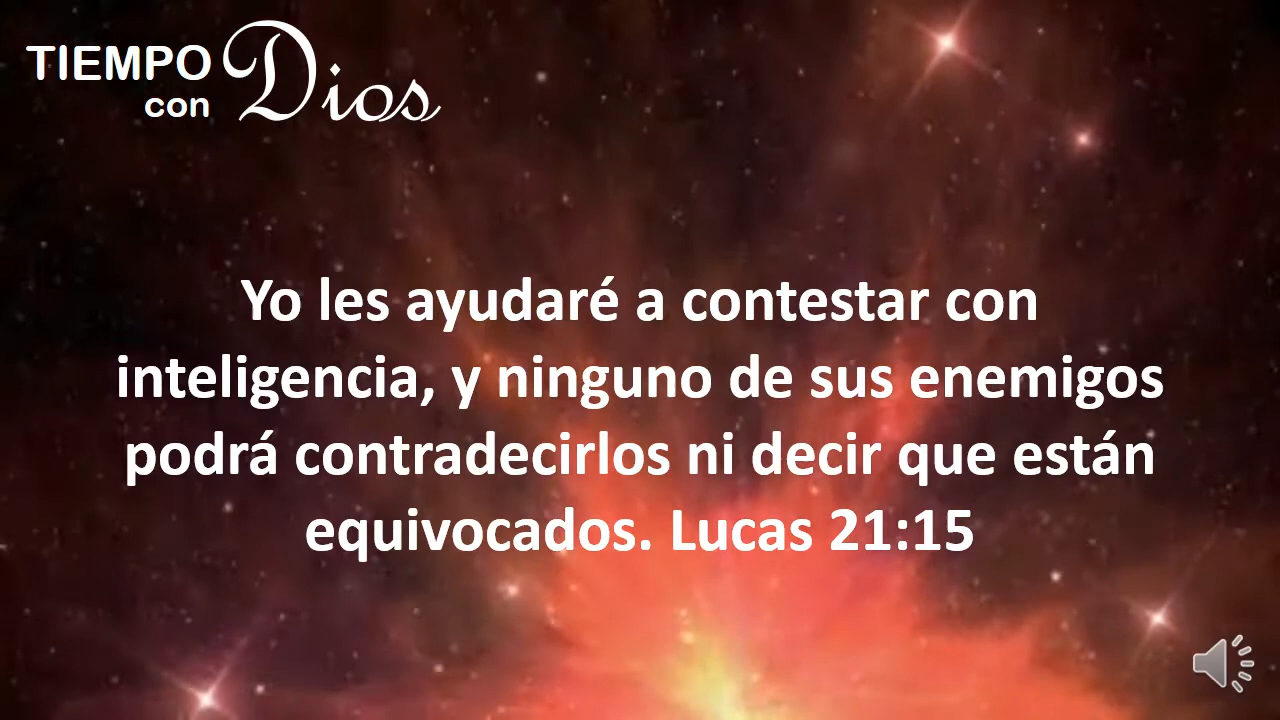 TIEMPO
con Dios
Yo les ayudaré a contestar con
inteligencia, y ninguno de sus enemigos
podrá contradecirlos ni decir que están
equivocados. Lucas 21:15